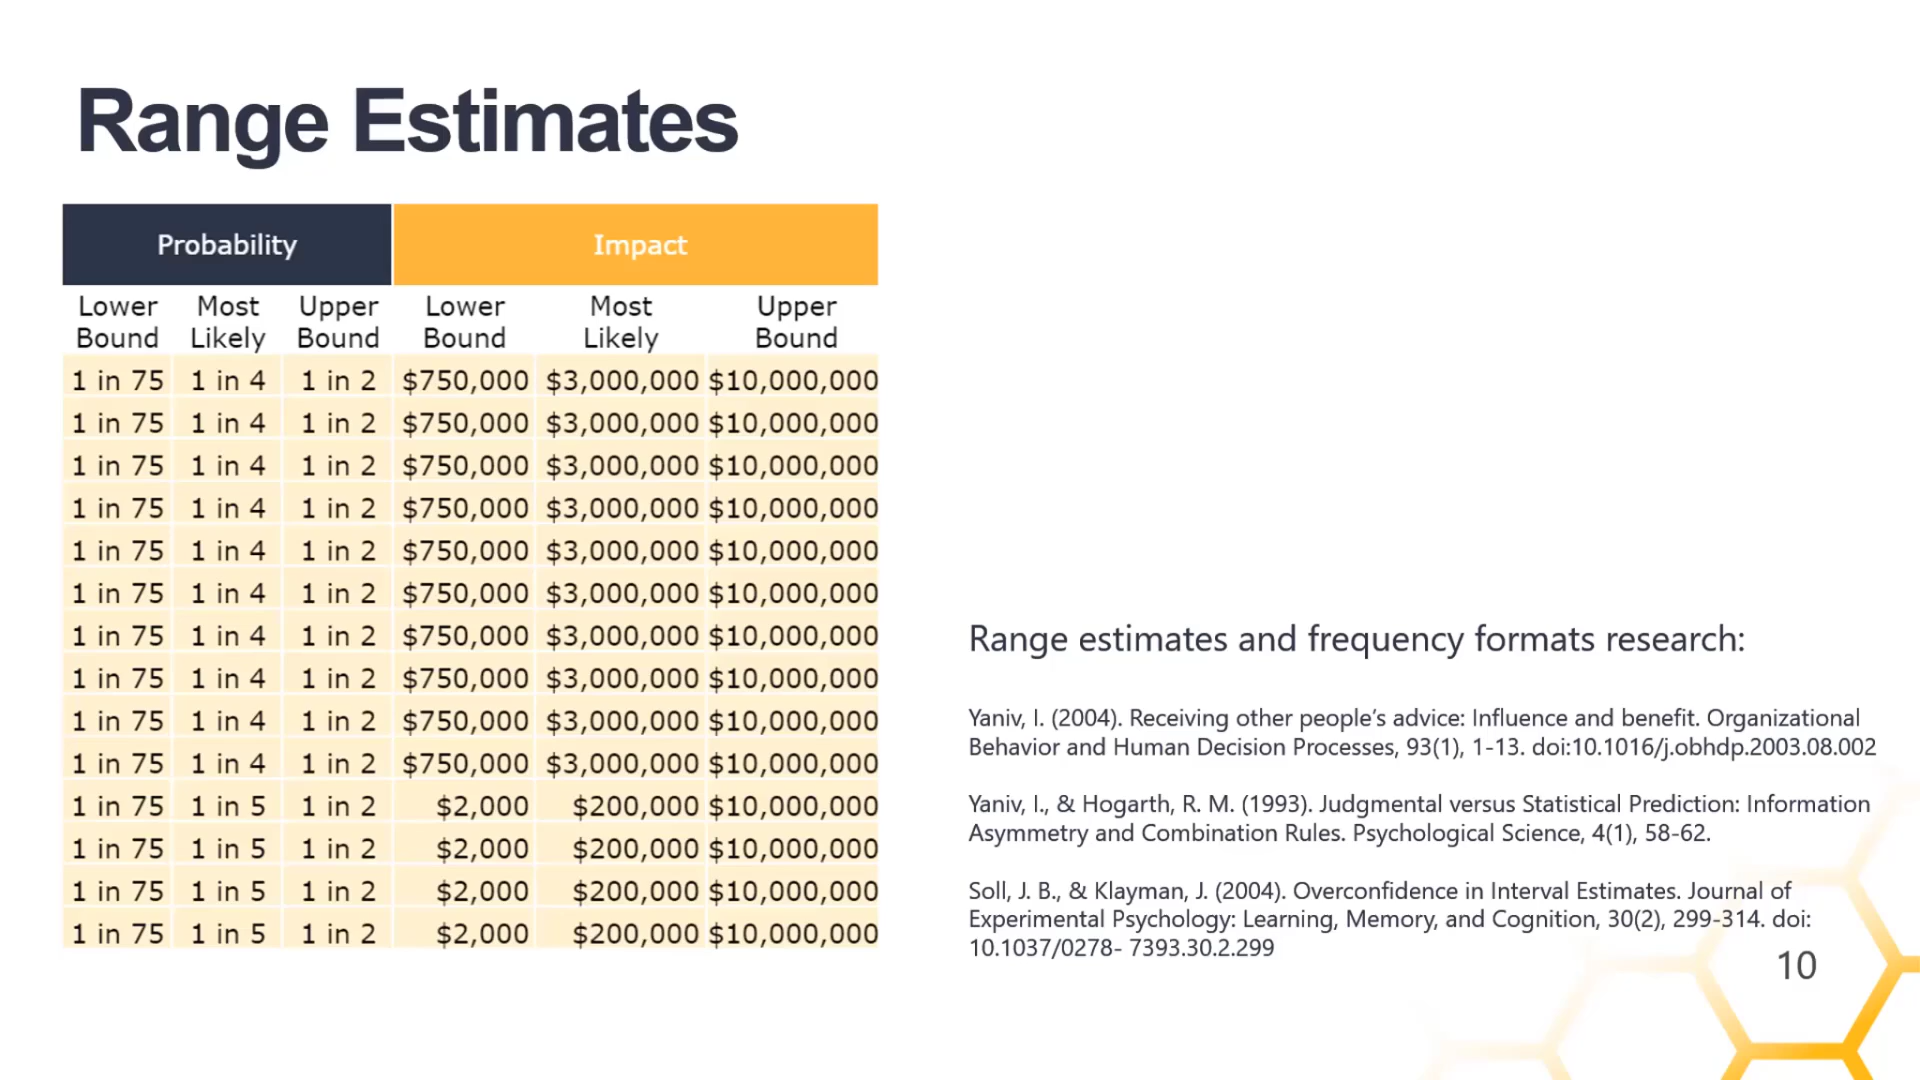 Range Estimates
Probability Impact
Lower Most Upper Lower Most Upper
Bound Likely Bound Bound Likely Bound
1 in 75 1 in 4 1 in 2 $750,000 $3,000,000 $10,000,000
1 in 75 1 in 4 1 in 2 $750,000 $3,000,000 $10,000,000
1 in 75 1 in 4 1 in 2 $750,000 $3,000,000 $10,000,000
1 in 75 1 in 4 1 in 2 $750,000 $3,000,000 $10,000,000
1 in 75 1 in 4 1 in 2 $750,000 $3,000,000 $10,000,000
1 in 75 1 in 4 1 in 2 $750,000 $3,000,000 $10,000,000
1 in 75 1 in 4 1 in 2 $750,000 $3,000,000 $10,000,000
1 in 75 1 in 4 1 in 2 $750,000 $3,000,000 $10,000,000
1 in 75 1 in 4 1 in 2 $750,000 $3,000,000 $10,000,000
1 in 75 1 in 4 1 in 2 $750,000 $3,000,000 $10,000,000
1 in 75 1 in 5 1 in 2 $2,000 $200,000 $10,000,000
1 in 75 1 in 5 1 in 2 $2,000 $200,000 $10,000,000
1 in 75 1 in 5 1 in 2 $2,000 $200,000 $10,000,000
1 in 75 1 in 5 1 in 2 $2,000 $200,000 $10,000,000
Range estimates and frequency formats research:
Yaniv, I. (2004). Receiving other people’s advice: Influence and benefit. Organizational
Behavior and Human Decision Processes, 93(1), 1-13. doi:10.1016/j.obhdp.2003.08.002
Yaniv, I., & Hogarth, R. M. (1993). Judgmental versus Statistical Prediction: Information
Asymmetry and Combination Rules. Psychological Science, 4(1), 58-62.
Soll, J. B., & Klayman, J. (2004). Overconfidence in Interval Estimates. Journal of
Experimental Psychology: Learning, Memory, and Cognition, 30(2), 299-314. doi:
10.1037/0278- 7393.30.2.299
10